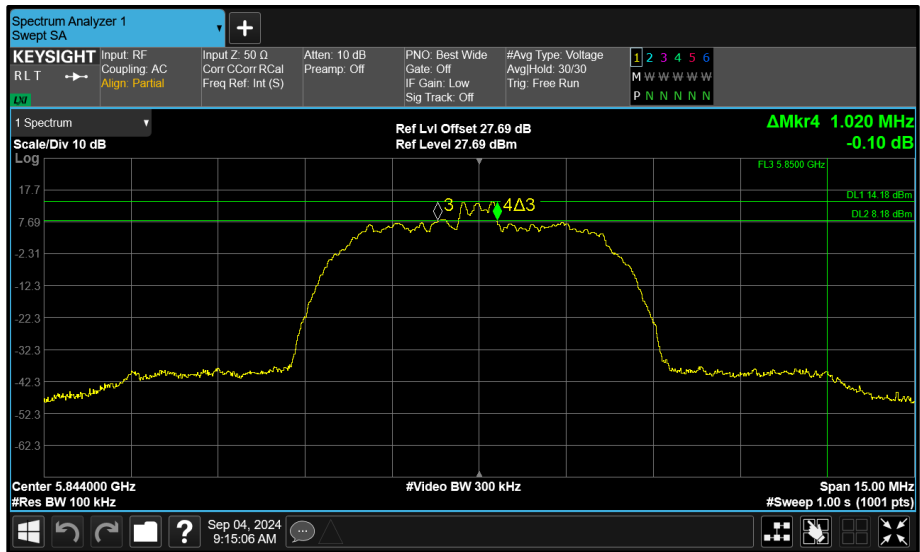 Spectrum Analyzer 1
Swept SA
+
KEYSIGHT
R L T
LXI
Input: RF
Coupling: AC
Align: Partial
Input Z: 50 Ω
Corr CCorr RCal
Freq Ref: Int (S)
Atten: 10 dB
Preamp: Off
PNO: Best Wide
Gate: Off
IF Gain: Low
Sig Track: Off
#Avg Type: Voltage
Avg|Hold: 30/30
Trig: Free Run
1 2 3 4 5 6
M W W W W W
P N N N N N
1 Spectrum
Scale/Div 10 dB
Ref Lvl Offset 27.69 dB
Ref Level 27.69 dBm
ΔMkr4 1.020 MHz
-0.10 dB
Log
FL3 5.8500 GHz
17.7
DL1 14.18 dBm
3
4Δ3
DL2 8.18 dBm
7.69
-2.31
-12.3
-22.3
-32.3
-42.3
-52.3
-62.3
Center 5.844000 GHz
#Video BW 300 kHz
Span 15.00 MHz
#Res BW 100 kHz
#Sweep 1.00 s (1001 pts)
?
Sep 04, 2024
9:15:06 AM